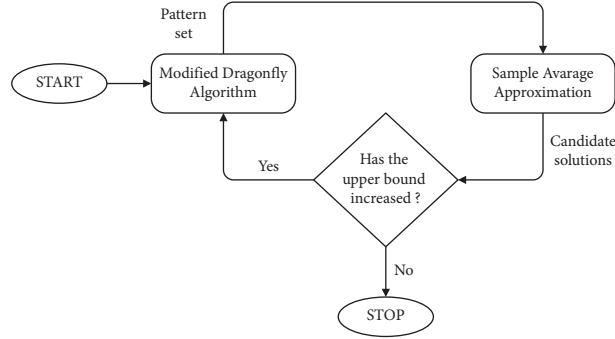 Pattern
set
START
Modified Dragonfly
Algorithm
Sample Avarage
Approximation
Candidate
solutions
Has the
upper bound
increased ?
Yes
No
STOP